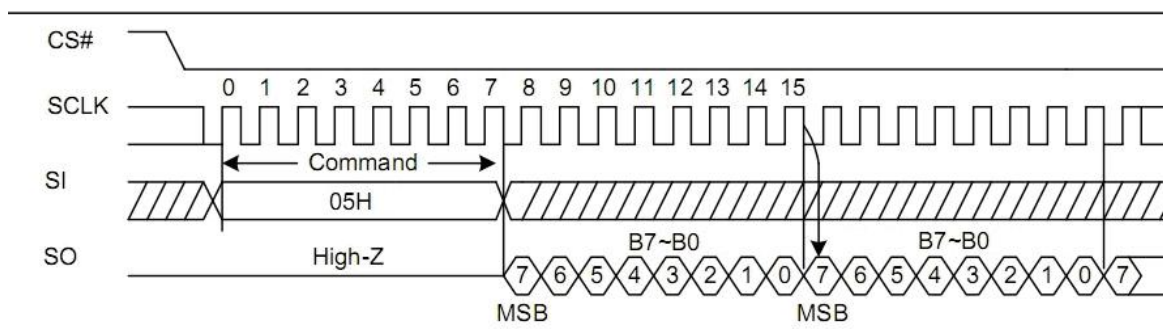 CS#
0 1 2 3 4 5 6 7 8 9 10 11 12 13 14 15
SCLK
Command
SI
05H
B7~B0 B7~B0
SO High-Z
7 6 5 4 3 2 1 0 7 6 5 4 3 2 1 0 7
MSB MSB